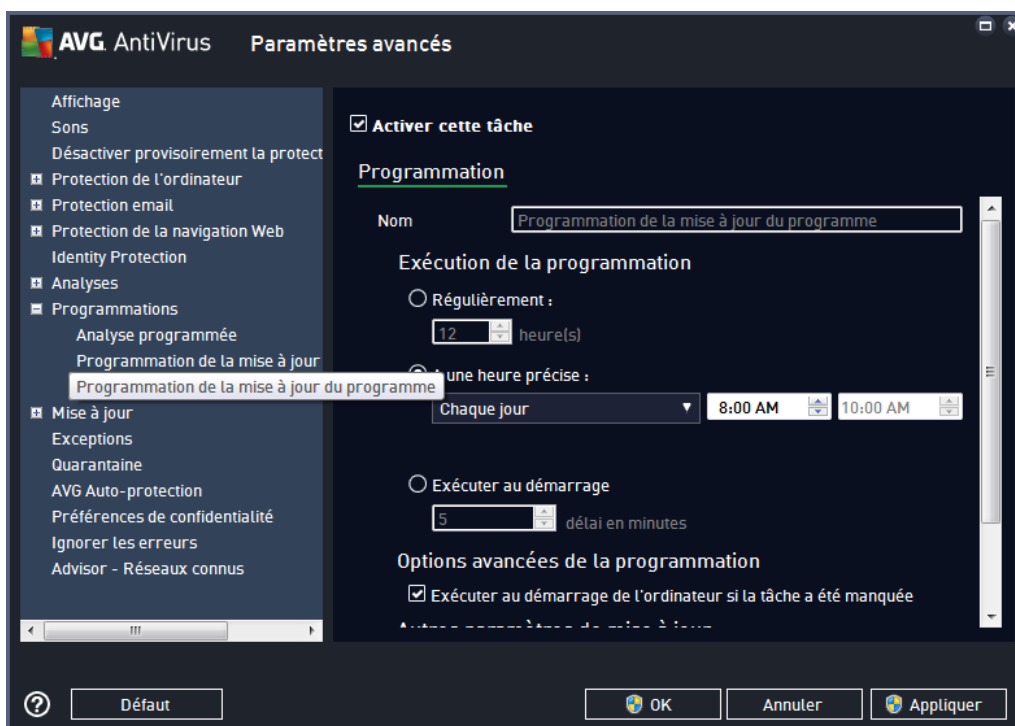 AVG. AntiVirus Paramètres avancés
Affichage
Sons
Désactiver provisoirement la protect
Protection de l'ordinateur
Protection email
Protection de la navigation Web
Identity Protection
Analyses
Programmations
Analyse programmée
Programmation de la mise à jour
Programmation de la mise à jour du programme
Mise à jour
Exceptions
Quarantaine
AVG Auto-protection
Préférences de confidentialité
Ignorer les erreurs
Advisor - Réseaux connus
Activer cette tâche
Programmation
Nom Programmation de la mise à jour du programme
Exécution de la programmation
Régulièrement :
12 heure(s)
une heure précise :
Chaque jour 8:00 AM 10:00 AM
Exécuter au démarrage
5 délai en minutes
Options avancées de la programmation
Exécuter au démarrage de l'ordinateur si la tâche a été manquée
Autres paramètres de mise à jour
Défaut OK Annuler Appliquer